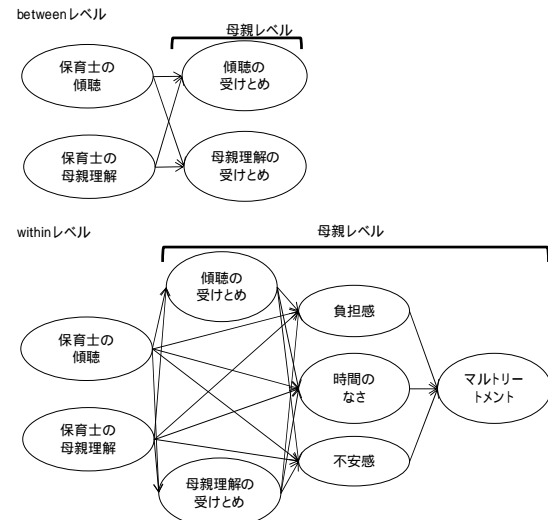 betweenレベル
母親レベル
保育士の
傾聴
傾聴の
受けとめ
保育士の
母親理解
母親理解の
受けとめ
withinレベル
母親レベル
傾聴の
受けとめ
負担感
保育士の
傾聴
時間の
なさ
マルトリー
トメント
保育士の
母親理解
不安感
母親理解の
受けとめ